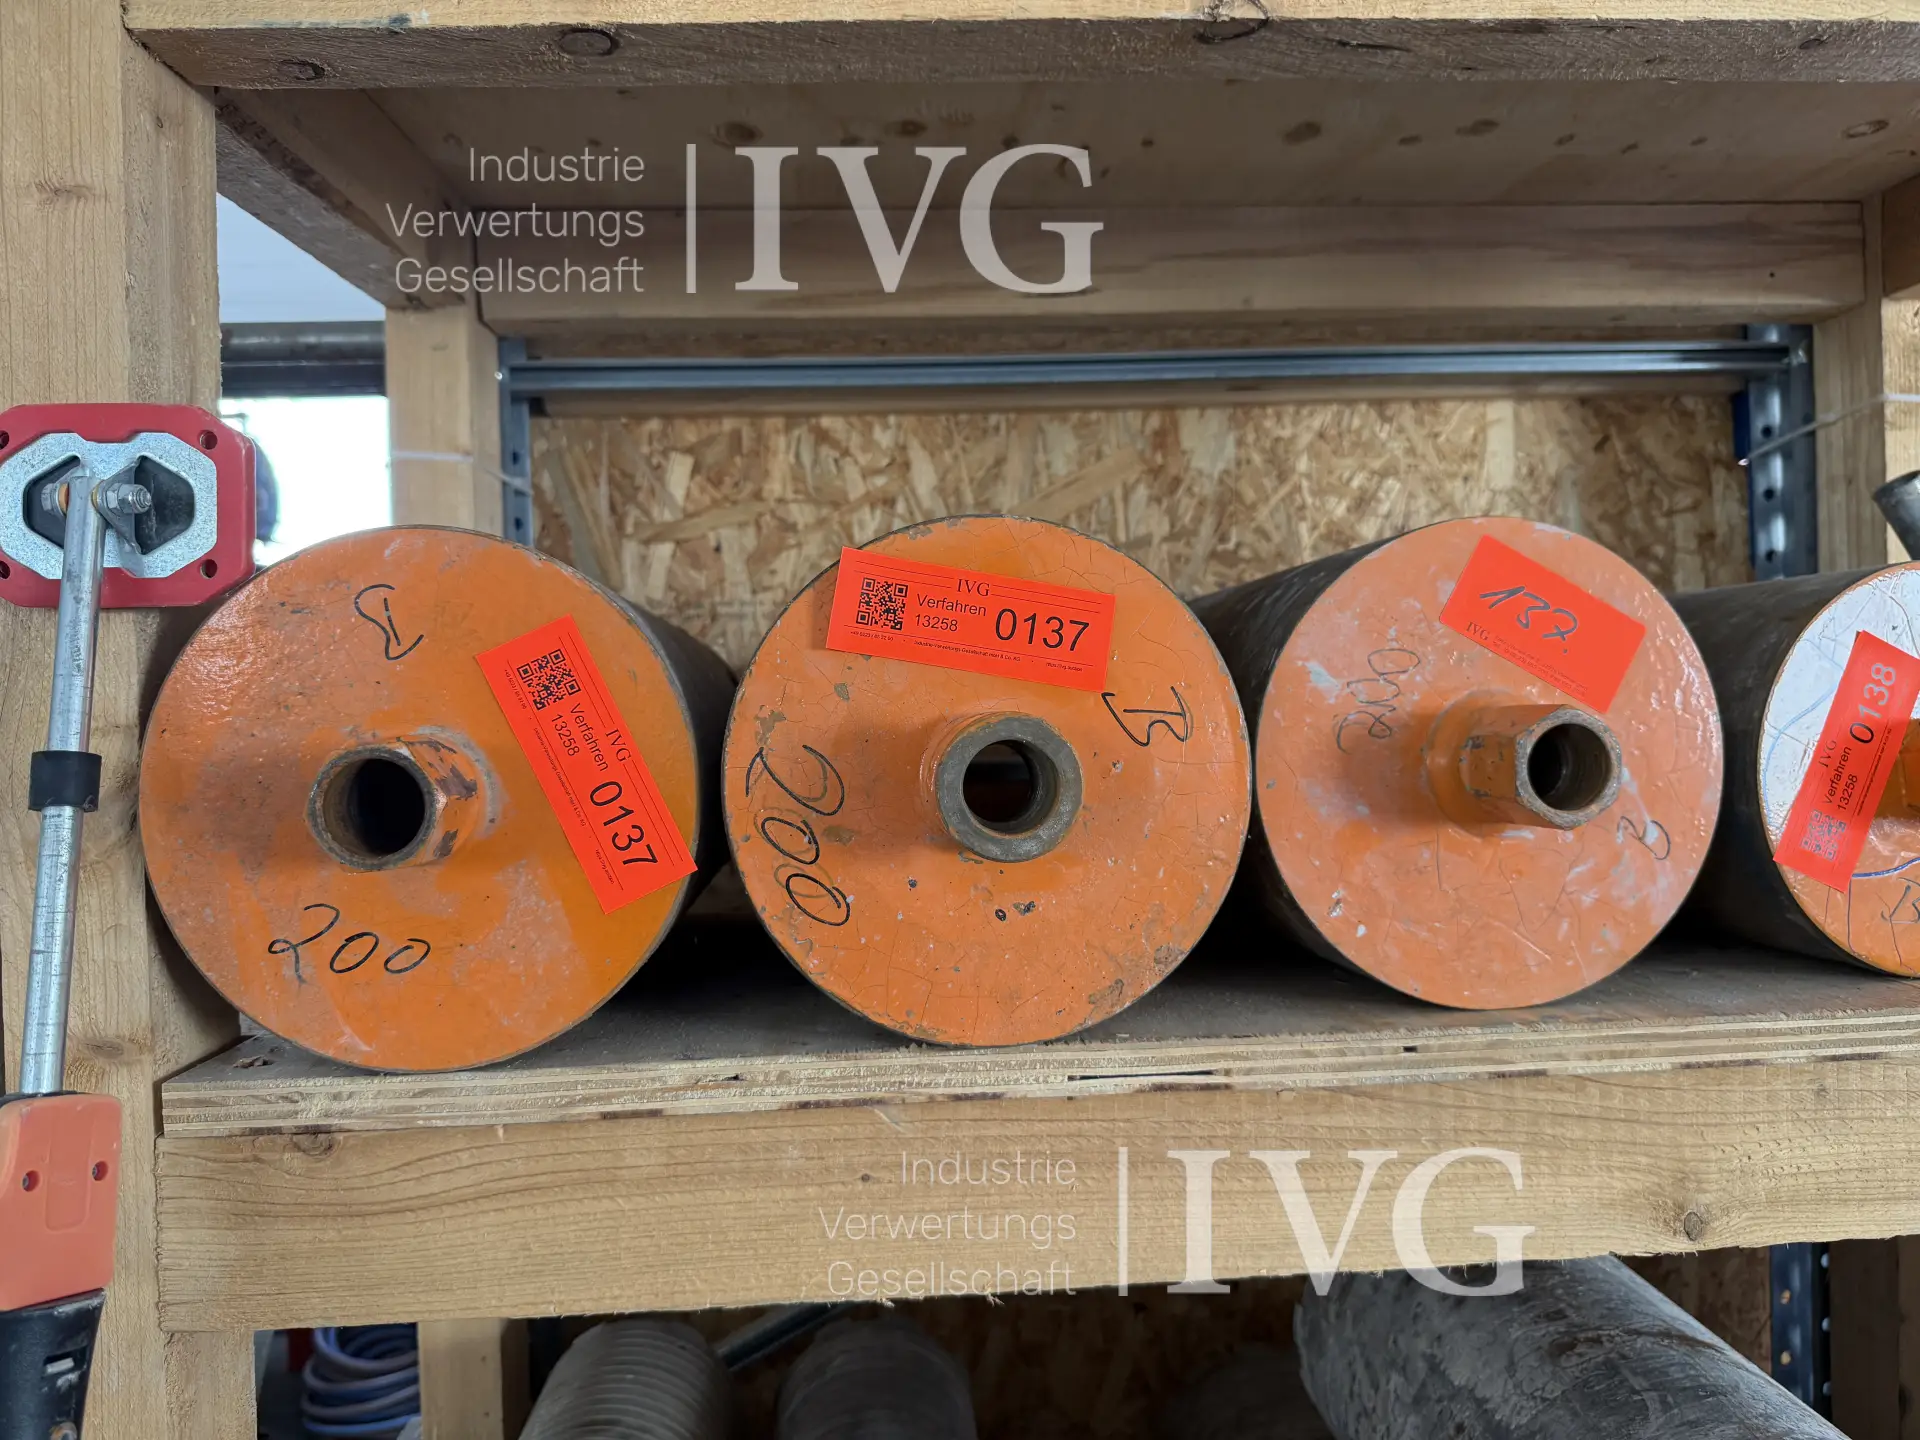 Industrie
Verwertungs
Gesellschaft
IVG
B
IVG
Verfahren
13258
0137
200
IVG
Verfahren
13258
0137
B
200
137.
IVG
200
B
IVG
Verfahren
13258
0138
B
Industrie
Verwertungs
Gesellschaft
IVG